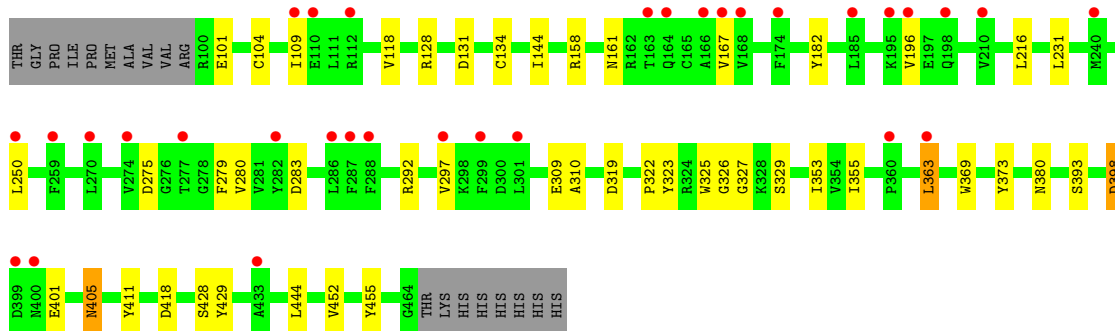 THR GLY PRO ILE PRO MET ALA VAL VAL ARG R100 E101 C104 I109 E110 L111 R112 V118 R128 D131 C134 I144 R158 N161 R162 T163 Q164 C165 A166 V167 V168 F174 Y182 L185 K195 V196 E197 Q198 V210 L216 L231 M240
L250 F259 L270 V274 D275 G276 T277 G278 F279 V280 V281 Y282 D283 L286 F287 F288 R292 V297 K298 F299 D300 L301 E309 A310 D319 P322 Y323 R324 W325 G326 G327 K328 S329 I353 V354 I355 P360 L363 W369 Y373 N380 S393 D398
D399 N400 E401 N405 Y411 D418 S428 Y429 A433 L444 V452 Y455 G464 THR LYS HIS HIS HIS HIS HIS HIS